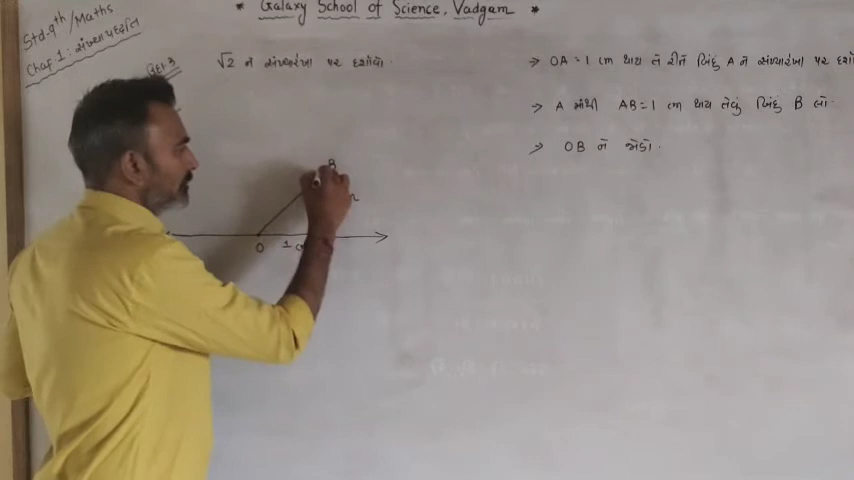 * Galaxy School of Science, Vadgam *
Std-9th/Maths
Chap. 1 : સંખ્યા પદ્ધતિ
√2 ને સંખ્યારેખા પર દર્શાવો.
→ OA = 1 cm થાય તે રીતે બિંદુ A ને સંખ્યારેખા પર
→ A માંથી AB = 1 cm થાય તેવું બિંદુ B લો.
→ OB ને જોડો.
B
O 1